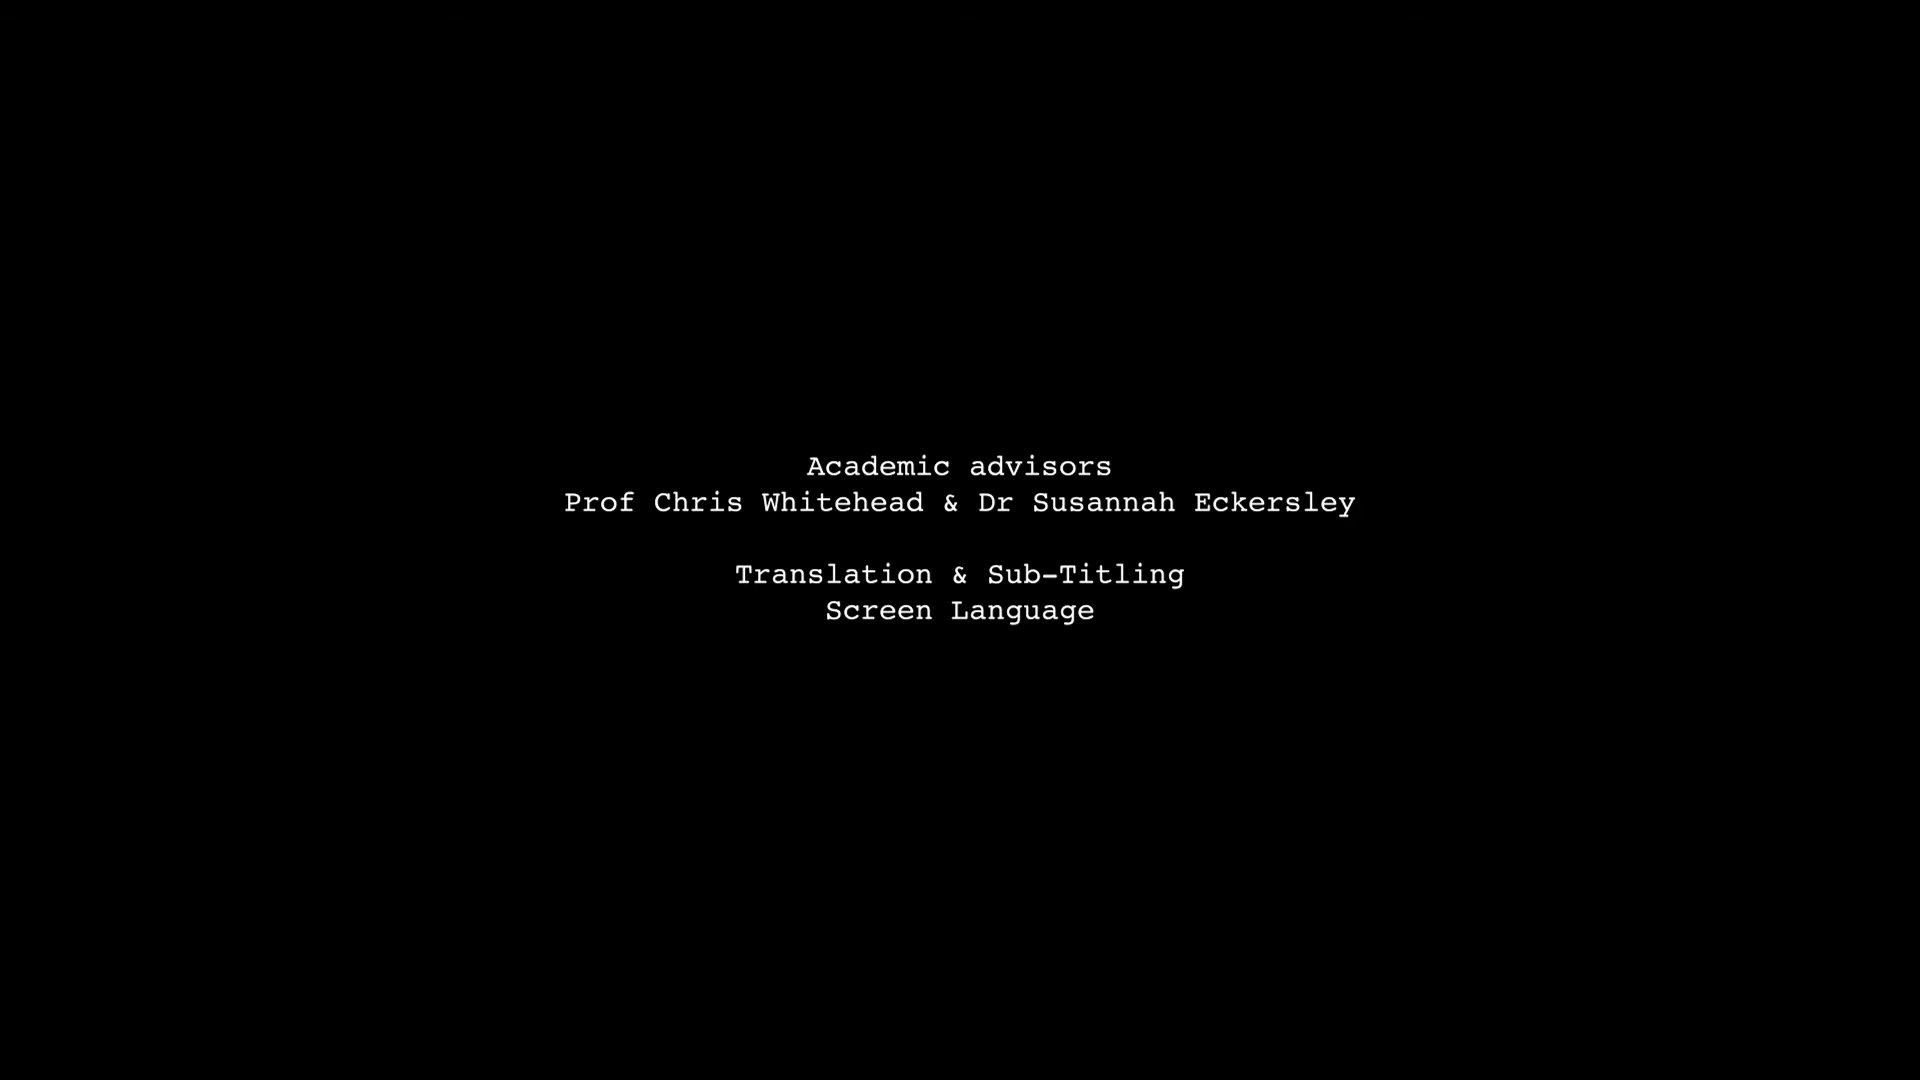 Academic advisors
Prof Chris Whitehead & Dr Susannah Eckersley
Translation & Sub-Titling
Screen Language